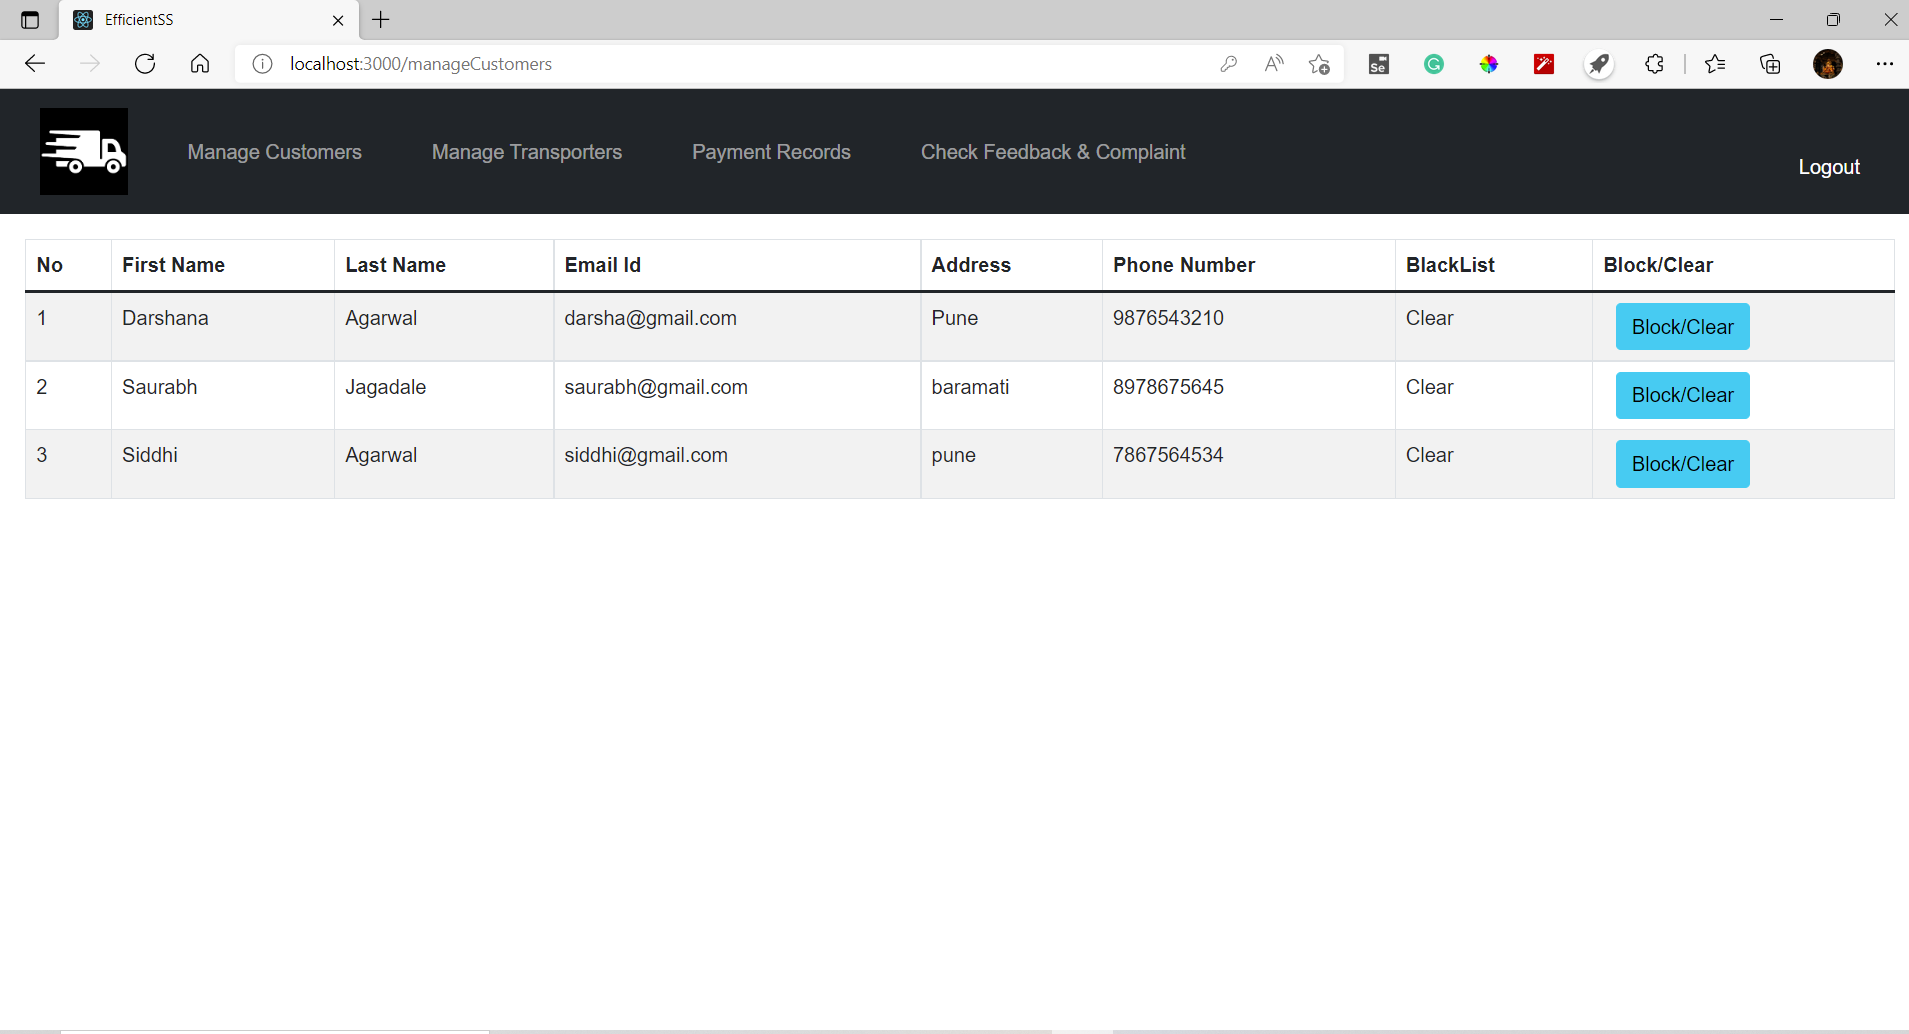 EfficientSS
localhost:3000/manageCustomers
Se
G
Manage Customers Manage Transporters Payment Records Check Feedback & Complaint Logout
No First Name Last Name Email Id Address Phone Number BlackList Block/Clear
1 Darshana Agarwal darsha@gmail.com Pune 9876543210 Clear Block/Clear
2 Saurabh Jagadale saurabh@gmail.com baramati 8978675645 Clear Block/Clear
3 Siddhi Agarwal siddhi@gmail.com pune 7867564534 Clear Block/Clear